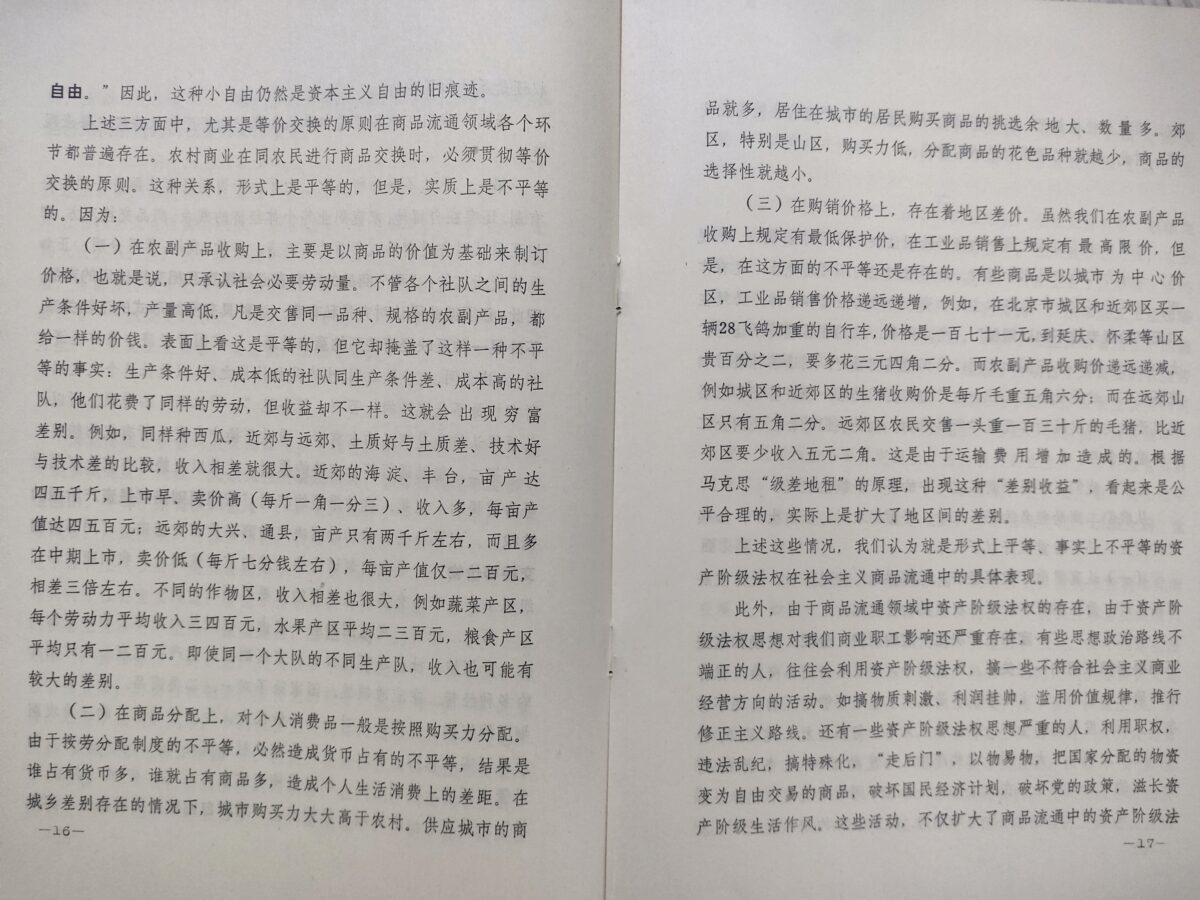 自由。”因此，这种小自由仍然是资本主义自由的旧痕迹。
上述三方面中，尤其是等价交换的原则在商品流通领域各个环
节都普遍存在。农村商业在同农民进行商品交换时，必须贯彻等价
交换的原则。这种关系，形式上是平等的，但是，实质上是不平等
的。因为：
（一）在农副产品收购上，主要是以商品的价值为基础来制订
价格，也就是说，只承认社会必要劳动量。不管各个社队之间的生
产条件好坏，产量高低，凡是交售同一品种、规格的农副产品，都
给一样的价钱。表面上看这是平等的，但它却掩盖了这样一种不平
等的事实：生产条件好、成本低的社队同生产条件差、成本高的社
队，他们花费了同样的劳动，但收益却不一样。这就会出现穷富
差别。例如，同样种西瓜，近郊与远郊、土质好与土质差、技术好
与技术差的比较，收入相差就很大。近郊的海淀、丰台，亩产达
四五千斤，上市早、卖价高（每斤一角一分三）、收入多，每亩产
值达四五百元；远郊的大兴、通县，亩产只有两千斤左右，而且多
在中期上市，卖价低（每斤七分钱左右），每亩产值仅一二百元，
相差三倍左右。不同的作物区，收入相差也很大，例如蔬菜产区，
每个劳动力平均收入三四百元，水果产区平均二三百元，粮食产区
平均只有一二百元。即使同一个大队的不同生产队，收入也可能有
较大的差别。
（二）在商品分配上，对个人消费品一般是按照购买力分配。
由于按劳分配制度的不平等，必然造成货币占有的不平等，结果是
谁占有货币多，谁就占有商品多，造成个人生活消费上的差距。在
城乡差别存在的情况下，城市购买力大大高于农村。供应城市的商
—16—
品就多，居住在城市的居民购买商品的挑选余地大、数量多。郊
区，特别是山区，购买力低，分配商品的花色品种就越少，商品的
选择性就越小。
（三）在购销价格上，存在着地区差价。虽然我们在农副产品
收购上规定有最低保护价，在工业品销售上规定有最高限价，但
是，在这方面的不平等还是存在的。有些商品是以城市为中心价
区，工业品销售价格递远递增，例如，在北京市城区和近郊区买一
辆28飞鸽加重的自行车，价格是一百七十一元，到延庆、怀柔等山区
贵百分之二，要多花三元四角二分。而农副产品收购价递远递减，
例如城区和近郊区的生猪收购价是每斤毛重五角六分；而在远郊山
区只有五角二分。远郊区农民交售一头重一百三十斤的毛猪，比近
郊区要少收入五元二角。这是由于运输费用增加造成的。根据
马克思“级差地租”的原理，出现这种“差别收益”，看起来是公
平合理的，实际上是扩大了地区间的差别。
上述这些情况，我们认为就是形式上平等、事实上不平等的资
产阶级法权在社会主义商品流通中的具体表现。
此外，由于商品流通领域中资产阶级法权的存在，由于资产阶
级法权思想对我们商业职工影响还严重存在，有些思想政治路线不
端正的人，往往会利用资产阶级法权，搞一些不符合社会主义商业
经营方向的活动。如搞物质刺激、利润挂帅，滥用价值规律，推行
修正主义路线。还有一些资产阶级法权思想严重的人，利用职权，
违法乱纪，搞特殊化，“走后门”，以物易物，把国家分配的物资
变为自由交易的商品，破坏国民经济计划，破坏党的政策，滋长资
产阶级生活作风。这些活动，不仅扩大了商品流通中的资产阶级法
—17—